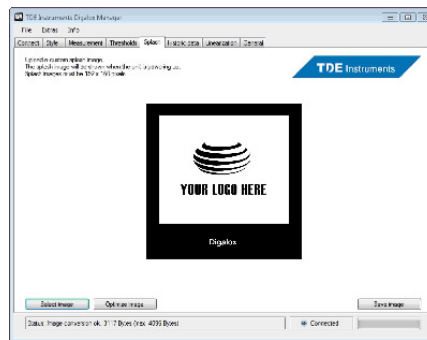 TDE Instruments Digalox Manager
File Extras Info
Connect Style Measurement Thresholds Splash Historic data Linearization General
Upload a custom splash image.
The splash image will be shown when the unit is powering up.
Splash images must be
pixels.
TDE Instruments
YOUR LOGO HERE
Digalox
Select image Optimize image Save image
Status: Image conversion ok. 3117 Bytes (max. 4096 Bytes) Connected